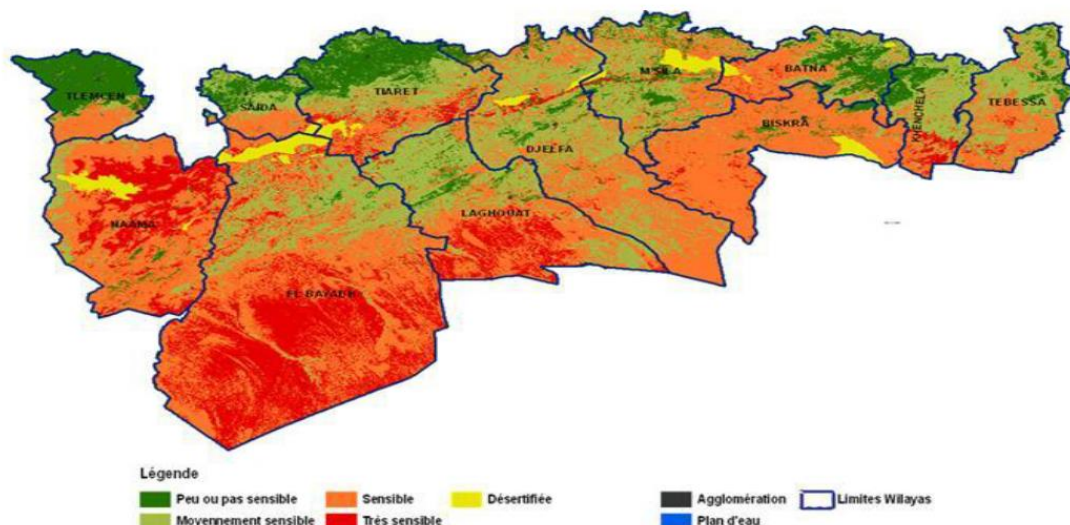 TLEMCEN
SAIDA
TIARET
M'SILA
BATNA
KHENCHELA
TEBESSA
BISKRA
DJELFA
LAGHOUAT
NAAMA
EL BAYADH
Légende
Peu ou pas sensible
Sensible
Désertifiée
Agglomération
Limites Wilayas
Moyennement sensible
Trés sensible
Plan d'eau